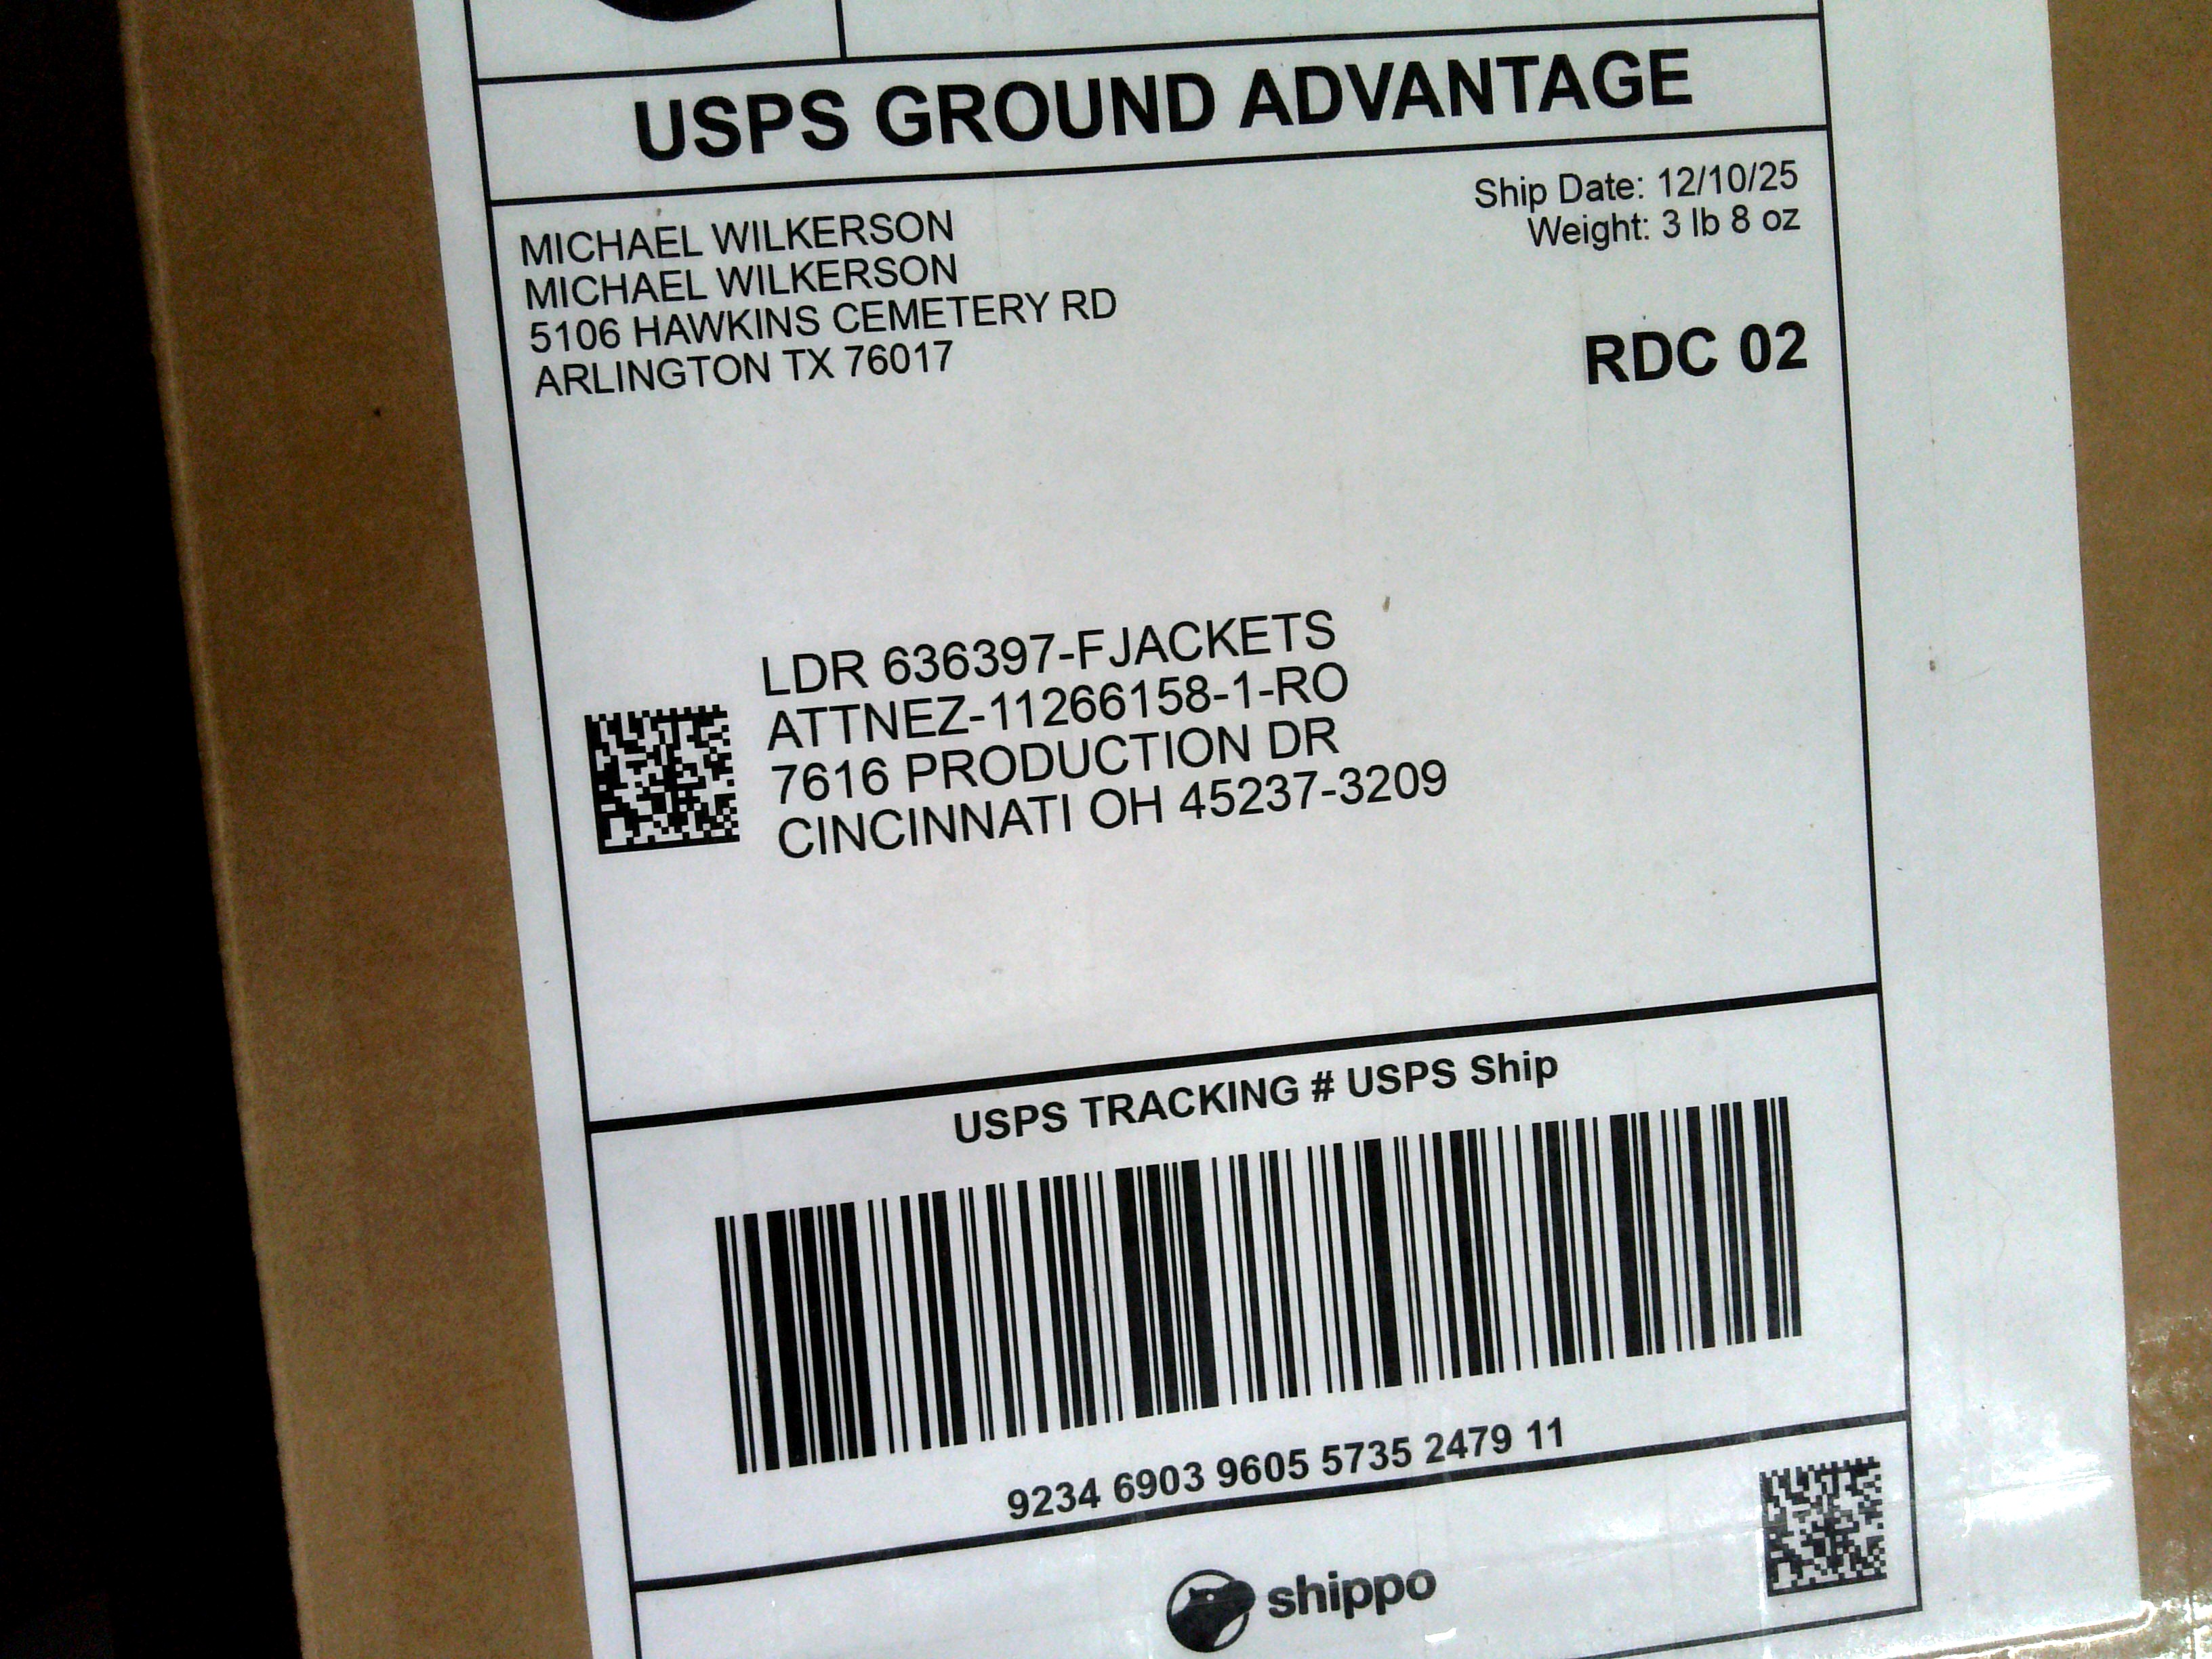 USPS GROUND ADVANTAGE
MICHAEL WILKERSON
MICHAEL WILKERSON
5106 HAWKINS CEMETERY RD
ARLINGTON TX 76017
Ship Date: 12/10/25
Weight: 3 lb 8 oz
RDC 02
LDR 636397-FJACKETS
ATTNEZ-11266158-1-RO
7616 PRODUCTION DR
CINCINNATI OH 45237-3209
USPS TRACKING # USPS Ship
9234 6903 9605 5735 2479 11
shippo